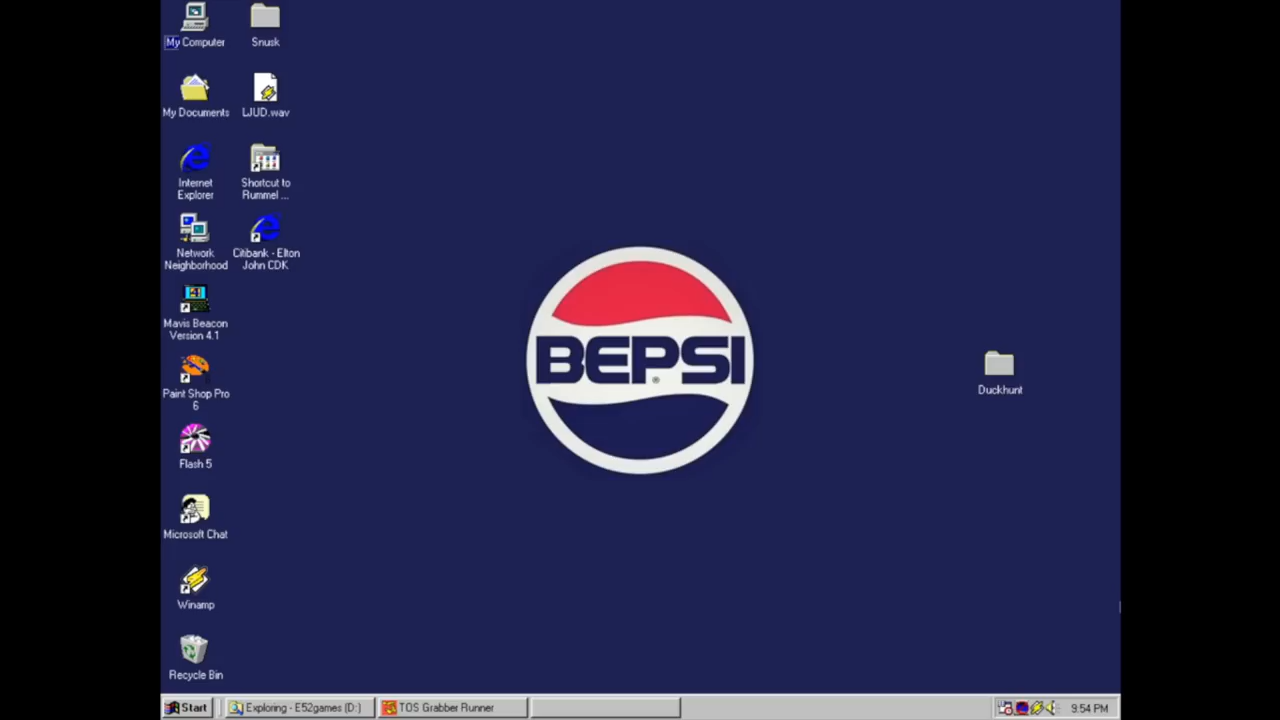 My Computer
Snusk
My Documents
LJUD.wav
Internet
Explorer
Shortcut to
Rummel ...
Network
Neighborhood
Citibank - Elton
John CDK
Mavis Beacon
Version 4.1
BEPSI
®
Duckhunt
Paint Shop Pro
6
Flash 5
Microsoft Chat
Winamp
Recycle Bin
Start
Exploring - E52games (D:)
TOS Grabber Runner
9:54 PM